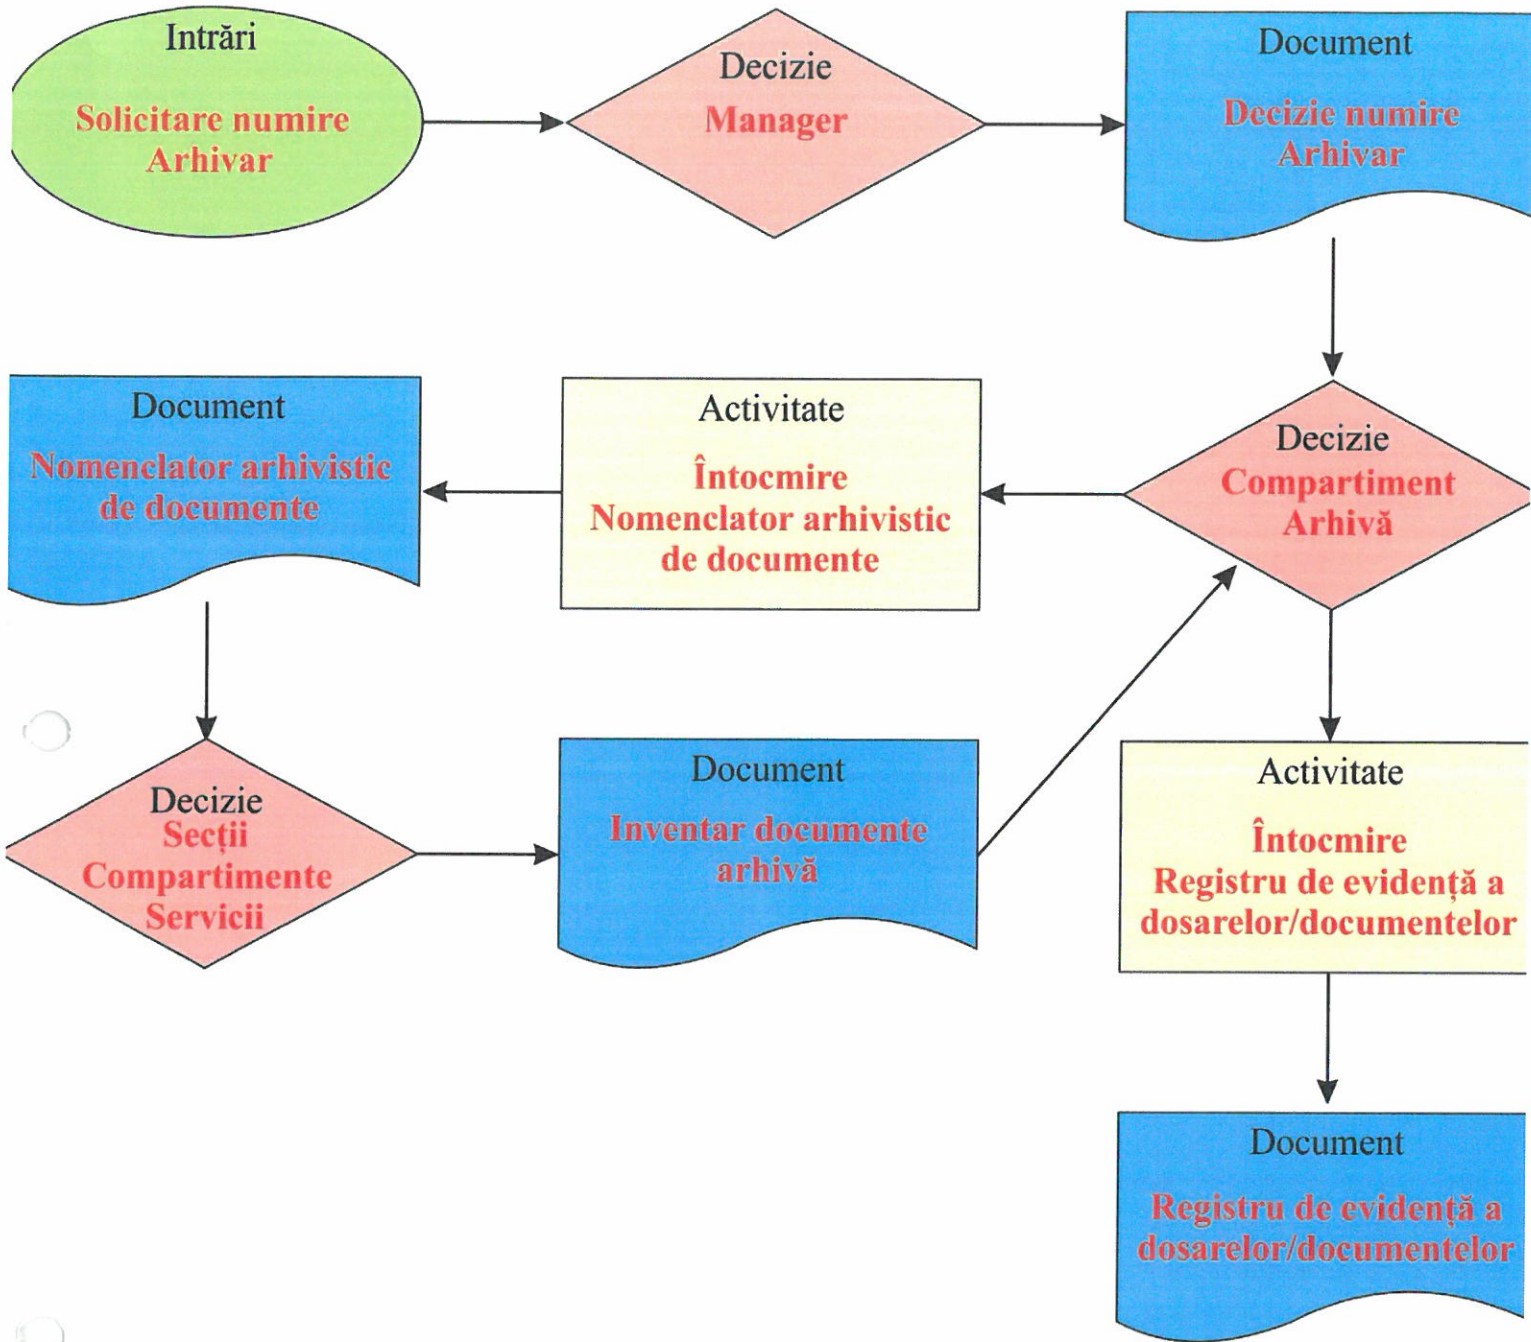 Intrări
Solicitare numire
Arhivar
Decizie
Manager
Document
Decizie numire
Arhivar
Document
Nomenclator arhivistic
de documente
Activitate
Întocmire
Nomenclator arhivistic
de documente
Decizie
Compartiment
Arhivă
Decizie
Secții
Compartimente
Servicii
Document
Inventar documente
arhivă
Activitate
Întocmire
Registru de evidență a
dosarelor/documentelor
Document
Registru de evidență a
dosarelor/documentelor